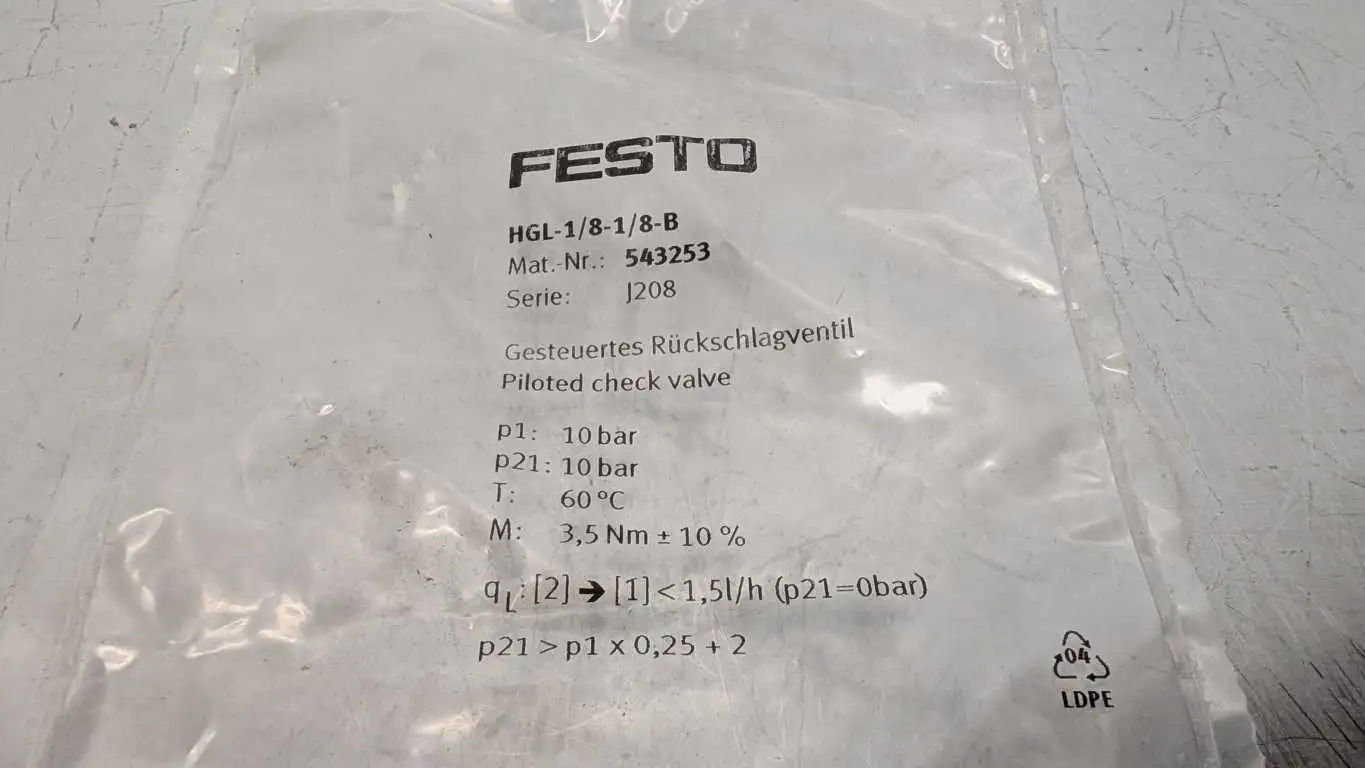 FESTO
HGL-1/8-1/8-B
Mat.-Nr.: 543253
Serie: J208
Gesteuertes Rückschlagventil
Piloted check valve
p1: 10 bar
p21: 10 bar
T: 60 °C
M: 3,5 Nm ± 10 %
qL: [2] ➔ [1] < 1,5l/h (p21=0bar)
p21 > p1 x 0,25 + 2
04
LDPE